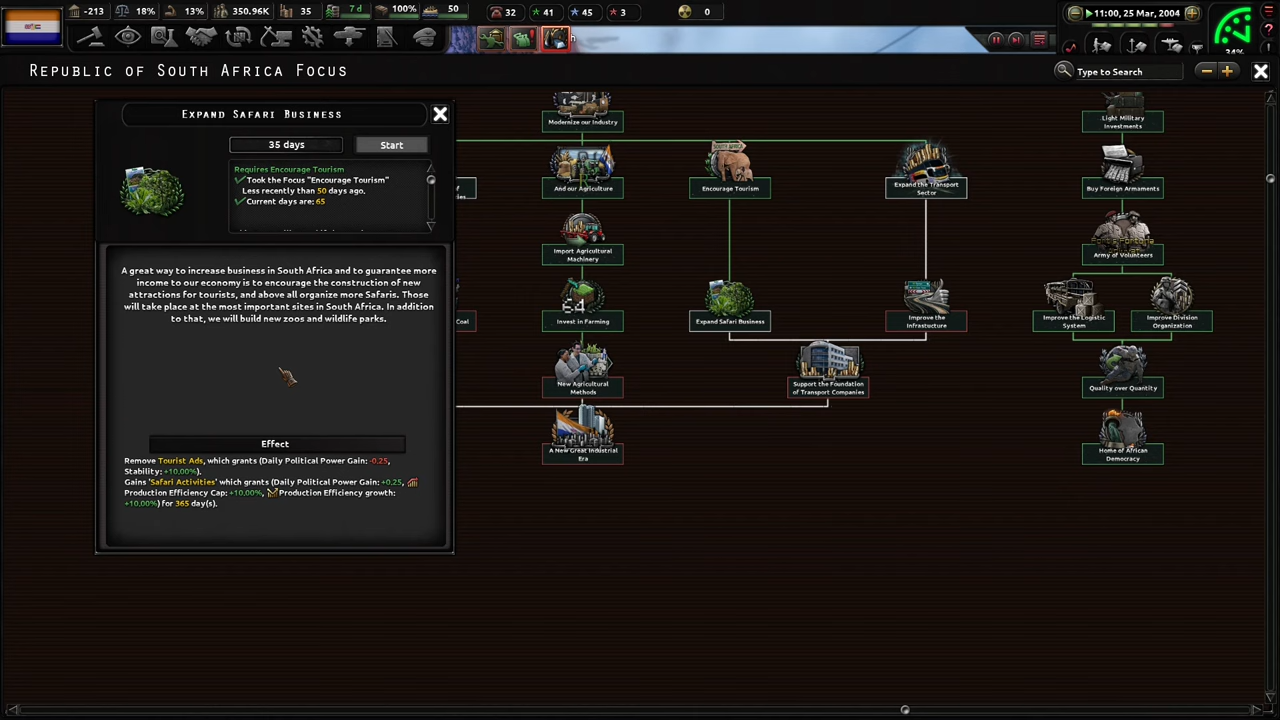 -213 18% 13% 350.96K 35 7 d 100% 50 32 41 45 3 0
11:00, 25 Mar, 2004
34%
Republic of South Africa Focus
Type to Search
Expand Safari Business
35 days
Start
Requires Encourage Tourism
Took the Focus "Encourage Tourism"
Less recently than 50 days ago.
Current days are: 65
A great way to increase business in South Africa and to guarantee more
income to our economy is to encourage the construction of new
attractions for tourists, and above all organize more Safaris. Those
will take place at the most important sites in South Africa. In addition
to that, we will build new zoos and wildlife parks.
Effect
Remove Tourist Ads, which grants (Daily Political Power Gain: -0.25,
Stability: +10,00%).
Gains 'Safari Activities' which grants (Daily Political Power Gain: +0.25,
Production Efficiency Cap: +10.00%, Production Efficiency growth:
+10,00%) for 365 day(s).
Modernize our Industry
And our Agriculture
Import Agricultural
Machinery
Invest in Farming
New Agricultural
Methods
A New Great Industrial
Era
Coal
SOUTH AFRICA
Encourage Tourism
Expand Safari Business
Expand the Transport
Sector
Improve the
Infrastucture
Support the Foundation
of Transport Companies
Light Military
Investments
Buy Foreign Armaments
Army of Volunteers
Improve the Logistic
System
Improve Division
Organization
Quality over Quantity
Home of African
Democracy